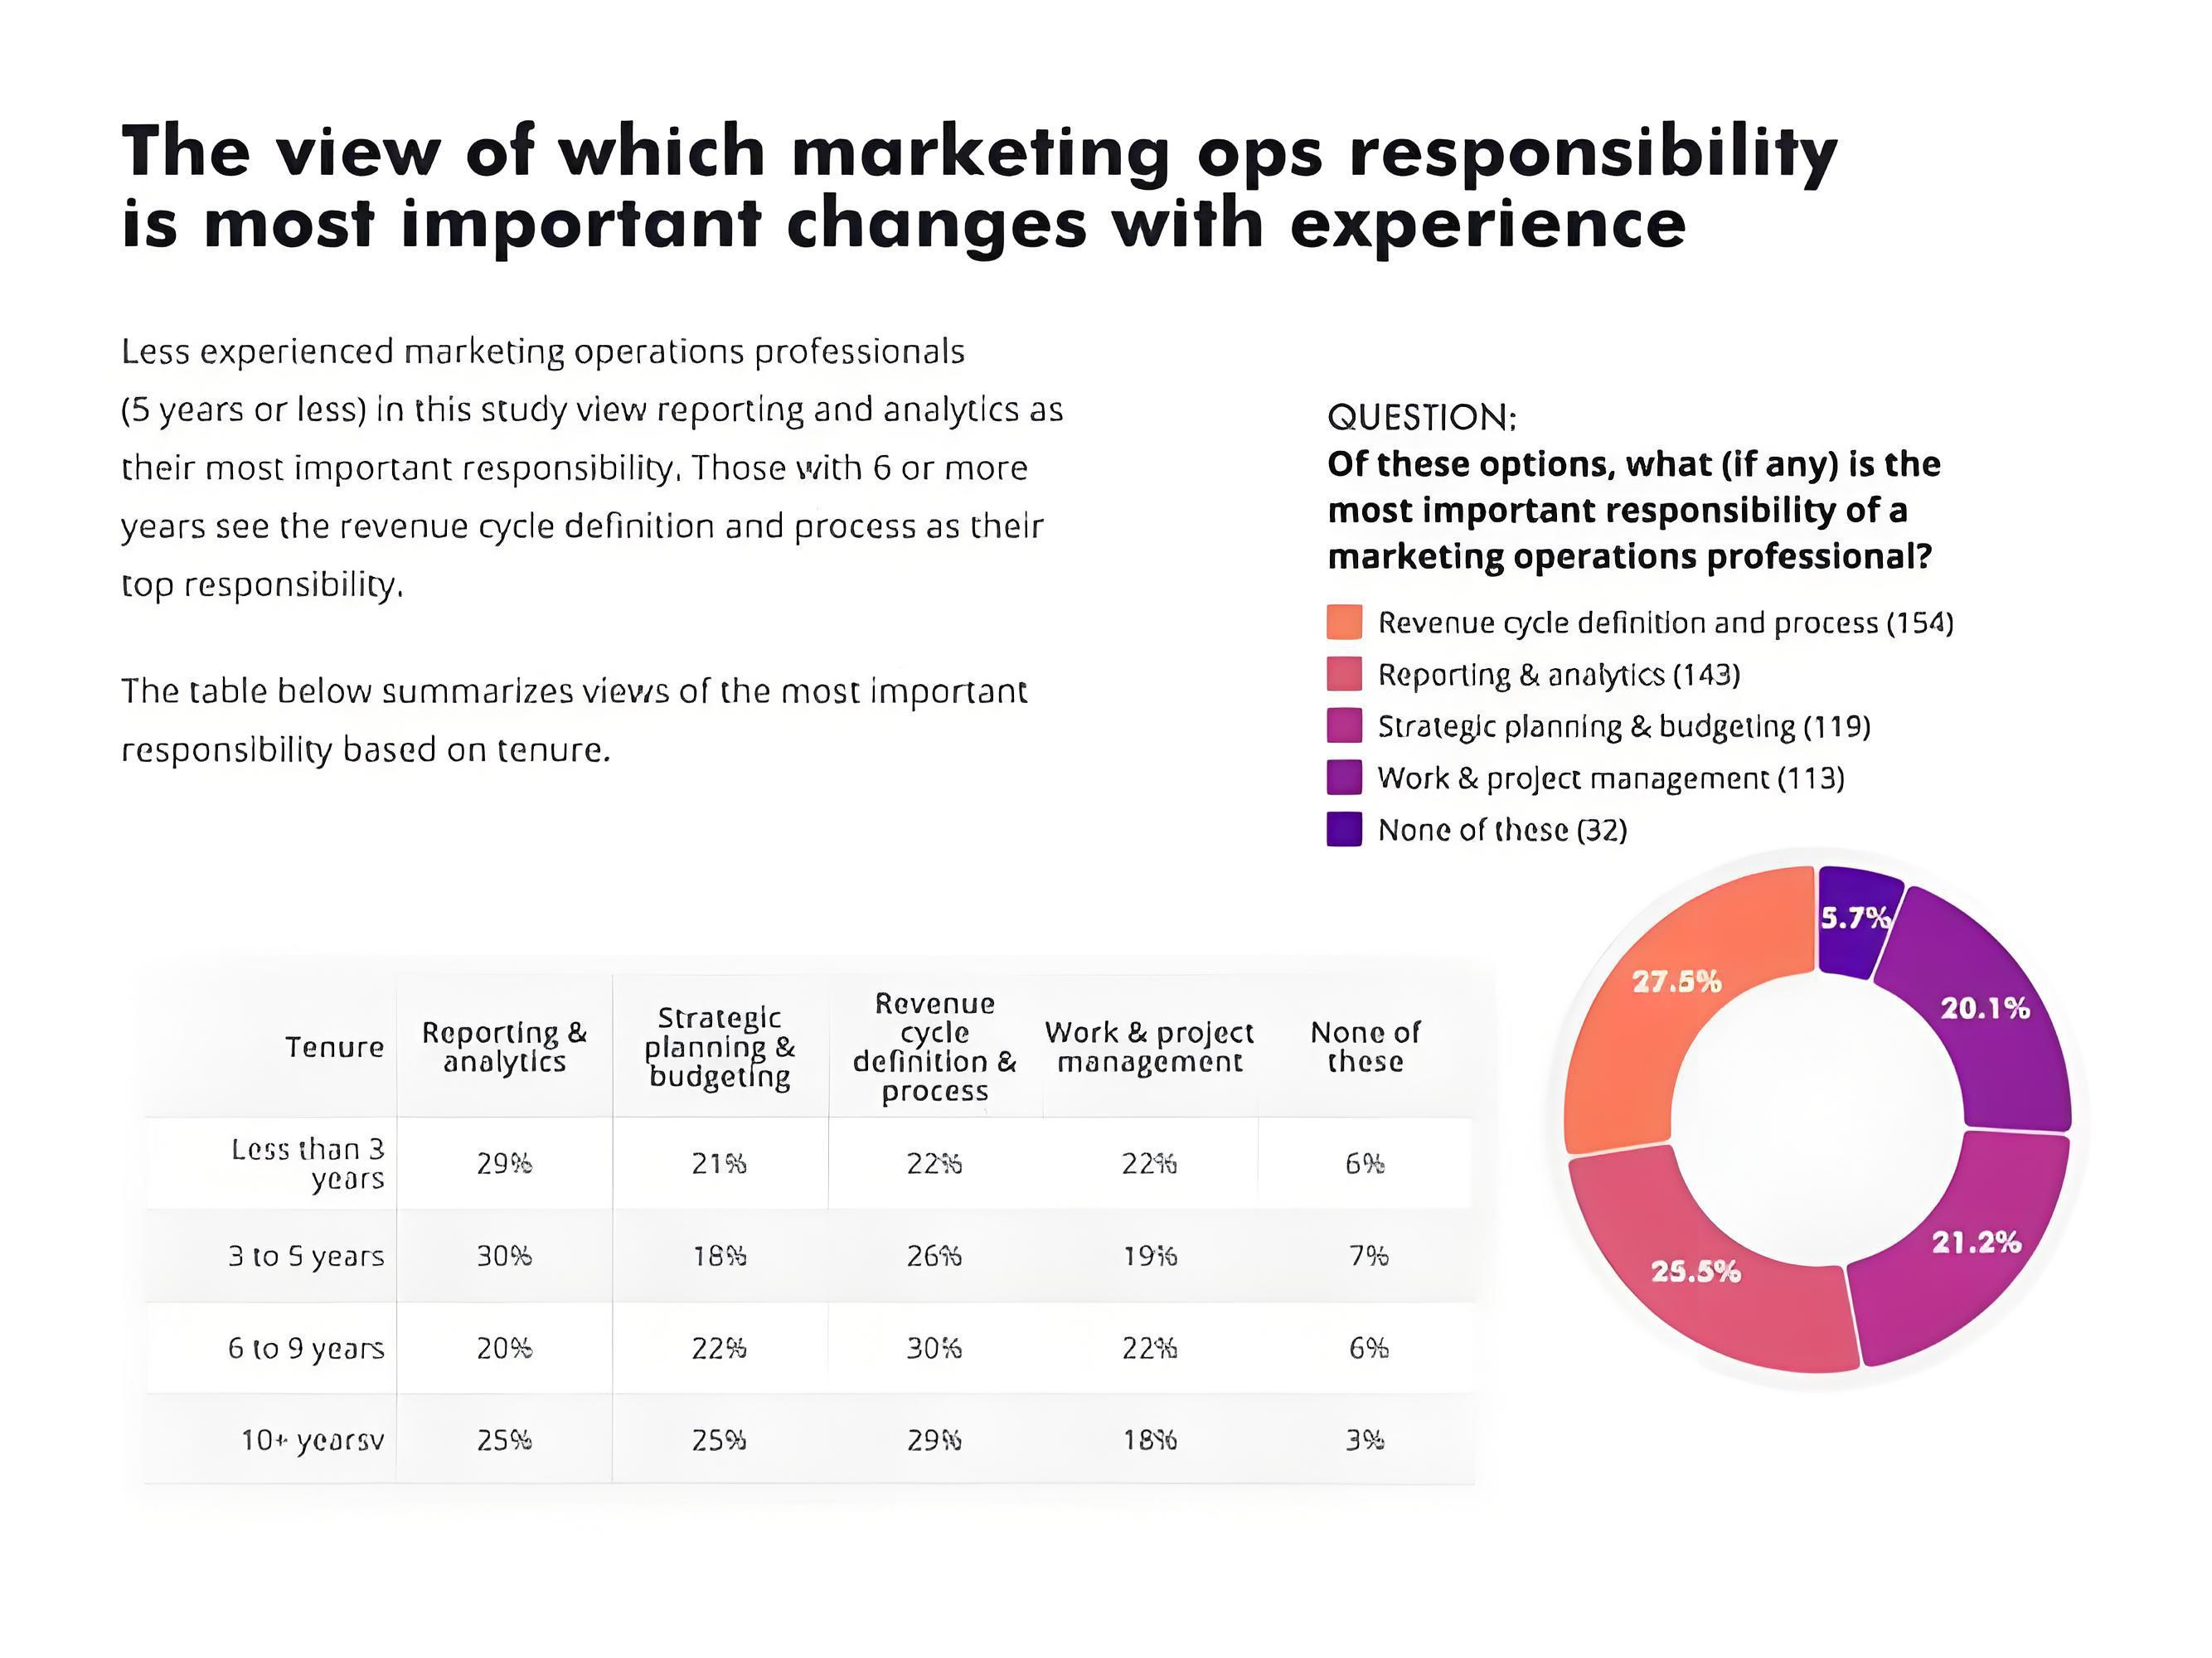 The view of which marketing ops responsibility
is most important changes with experience
Less experienced marketing operations professionals
(5 years or less) in this study view reporting and analytics as
their most important responsibility. Those with 6 or more
years see the revenue cycle definition and process as their
top responsibility.
The table below summarizes views of the most important
responsibility based on tenure.
QUESTION:
Of these options, what (if any) is the
most important responsibility of a
marketing operations professional?
Revenue cycle definition and process (154)
Reporting & analytics (143)
Strategic planning & budgeting (119)
Work & project management (113)
None of these (32)
5.7%
27.5%
20.1%
21.2%
25.5%
Tenure
Reporting &
analytics
Strategic
planning &
budgeting
Revenue
cycle
definition &
process
Work & project
management
None of
these
Less than 3
years
29%
21%
22%
22%
6%
3 to 5 years
30%
18%
26%
19%
7%
6 to 9 years
20%
22%
30%
22%
6%
10+ yearsv
25%
25%
29%
18%
3%